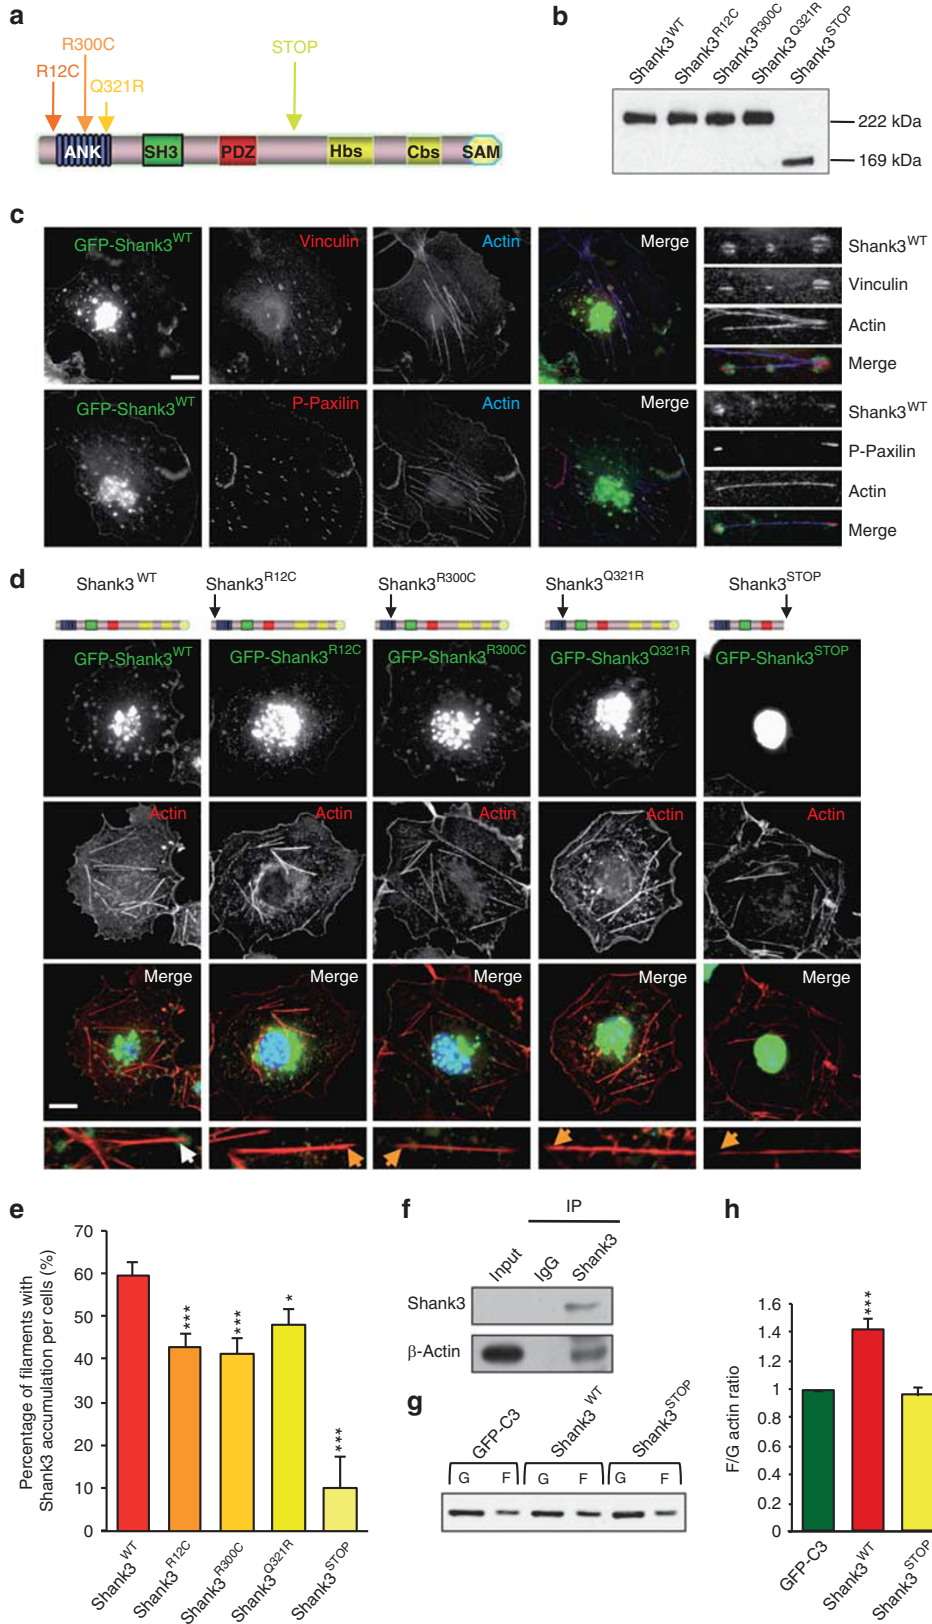 a
R300C
STOP
R12C
Q321R
ANK
SH3
PDZ
Hbs
Cbs
SAM
b
Shank3WT
Shank3R12C
Shank3R300C
Shank3Q321R
Shank3STOP
222 kDa
169 kDa
c
GFP-Shank3WT
Vinculin
Actin
Merge
Shank3WT
Vinculin
Actin
Merge
GFP-Shank3WT
P-Paxilin
Actin
Merge
Shank3WT
P-Paxilin
Actin
Merge
d
Shank3WT
Shank3R12C
Shank3R300C
Shank3Q321R
Shank3STOP
GFP-Shank3WT
GFP-Shank3R12C
GFP-Shank3R300C
GFP-Shank3Q321R
GFP-Shank3STOP
Actin
Actin
Actin
Actin
Actin
Merge
Merge
Merge
Merge
Merge
e
Percentage of filaments with
Shank3 accumulation per cells (%)
70
60
50
40
30
20
10
0
***
***
*
***
Shank3WT
Shank3R12C
Shank3R300C
Shank3Q321R
Shank3STOP
f
IP
Input
IgG
Shank3
Shank3
β-Actin
g
GFP-C3
Shank3WT
Shank3STOP
G F G F G F
h
F/G actin ratio
1.6
1.4
1.2
1
0.8
0.6
0.4
0.2
0
***
GFP-C3
Shank3WT
Shank3STOP